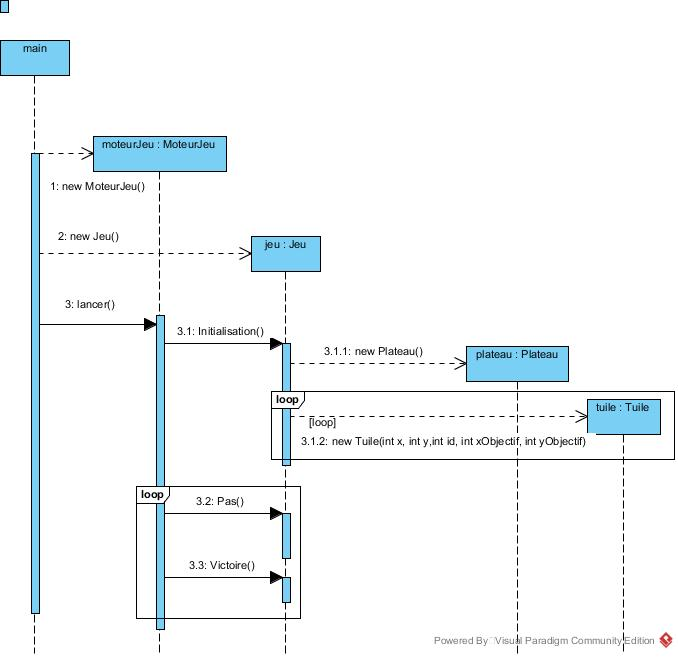 main
moteurJeu : MoteurJeu
1: new MoteurJeu()
2: new Jeu()
jeu : Jeu
3: lancer()
3.1: Initialisation()
3.1.1: new Plateau()
plateau : Plateau
loop
tuile : Tuile
[loop]
3.1.2: new Tuile(int x, int y,int id, int xObjectif, int yObjectif)
loop
3.2: Pas()
3.3: Victoire()
Powered By Visual Paradigm Community Edition